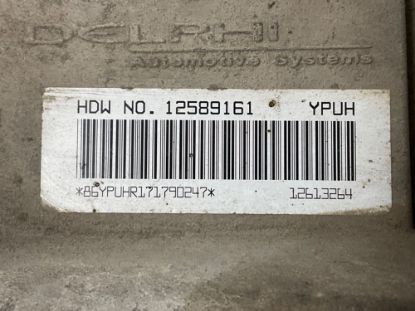 DELPHI
Automotive Systems
HDW NO. 12589161 YPUH
*86YPUHR171790247* 12613264